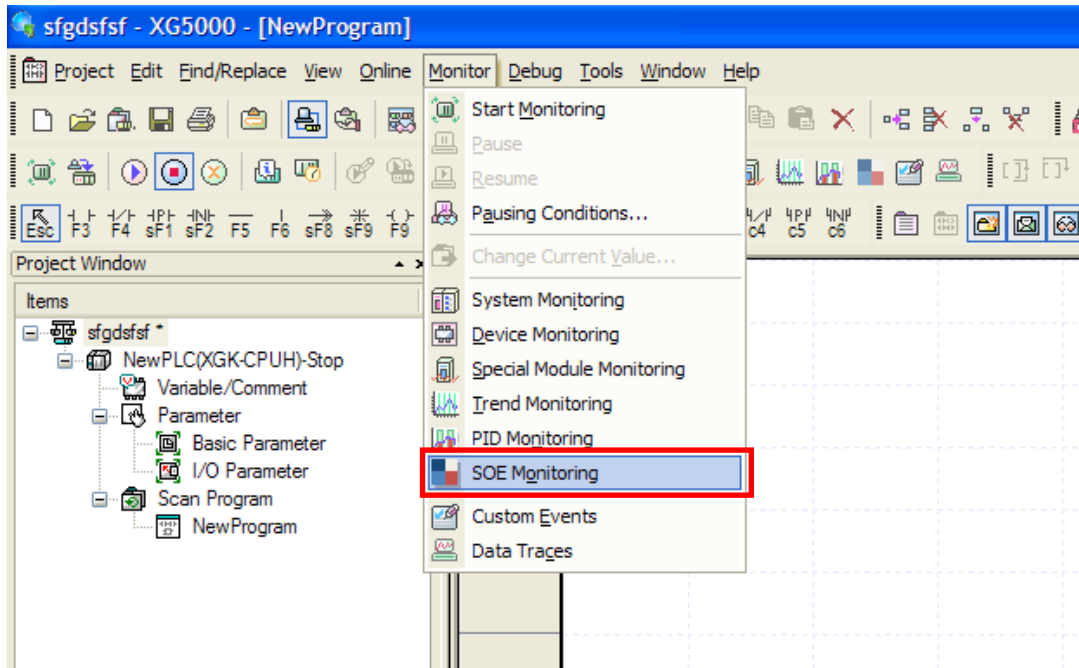 sfgdsfsf - XG5000 - [NewProgram]
Project Edit Find/Replace View Online Monitor Debug Tools Window Help
Esc F3 F4 sF1 sF2 F5 F6 sF8 sF9 F9 c4 c5 c6
Start Monitoring
Pause
Resume
Pausing Conditions...
Change Current Value...
System Monitoring
Device Monitoring
Special Module Monitoring
Trend Monitoring
PID Monitoring
SOE Monitoring
Custom Events
Data Traces
Project Window
Items
sfgdsfsf *
NewPLC(XGK-CPUH)-Stop
Variable/Comment
Parameter
Basic Parameter
I/O Parameter
Scan Program
NewProgram